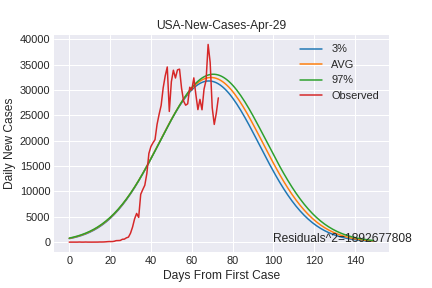 USA-New-Cases-Apr-29
40000
35000
30000
25000
20000
15000
10000
5000
0
Daily New Cases
3%
AVG
97%
Observed
Residuals^2=1892677808
0 20 40 60 80 100 120 140
Days From First Case